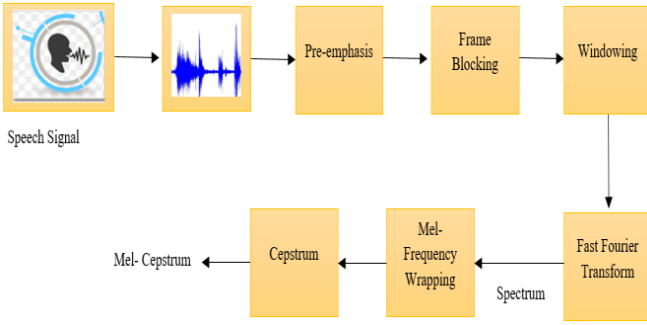 Speech Signal
Pre-emphasis
Frame
Blocking
Windowing
Fast Fourier
Transform
Spectrum
Mel-
Frequency
Wrapping
Cepstrum
Mel- Cepstrum